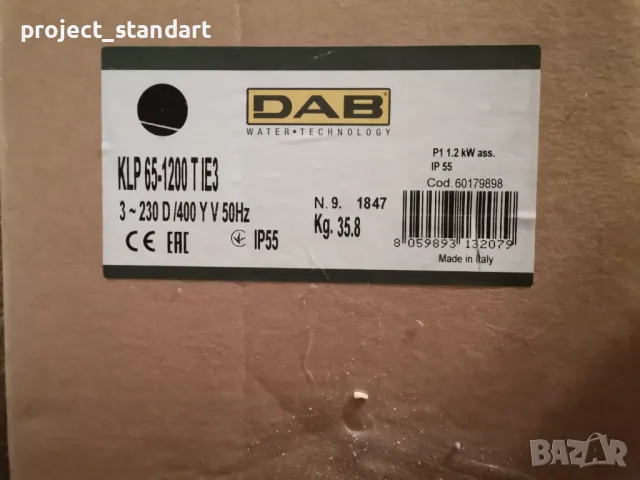 project_standart
DAB
WATER•TECHNOLOGY
KLP 65-1200 T IE3
3 ~ 230 D /400 Y V 50Hz
CE EAC IP55
N. 9. 1847
Kg. 35.8
P1 1.2 kW ass.
IP 55
Cod. 60179898
8 059893 132079
Made in Italy
BAZAR